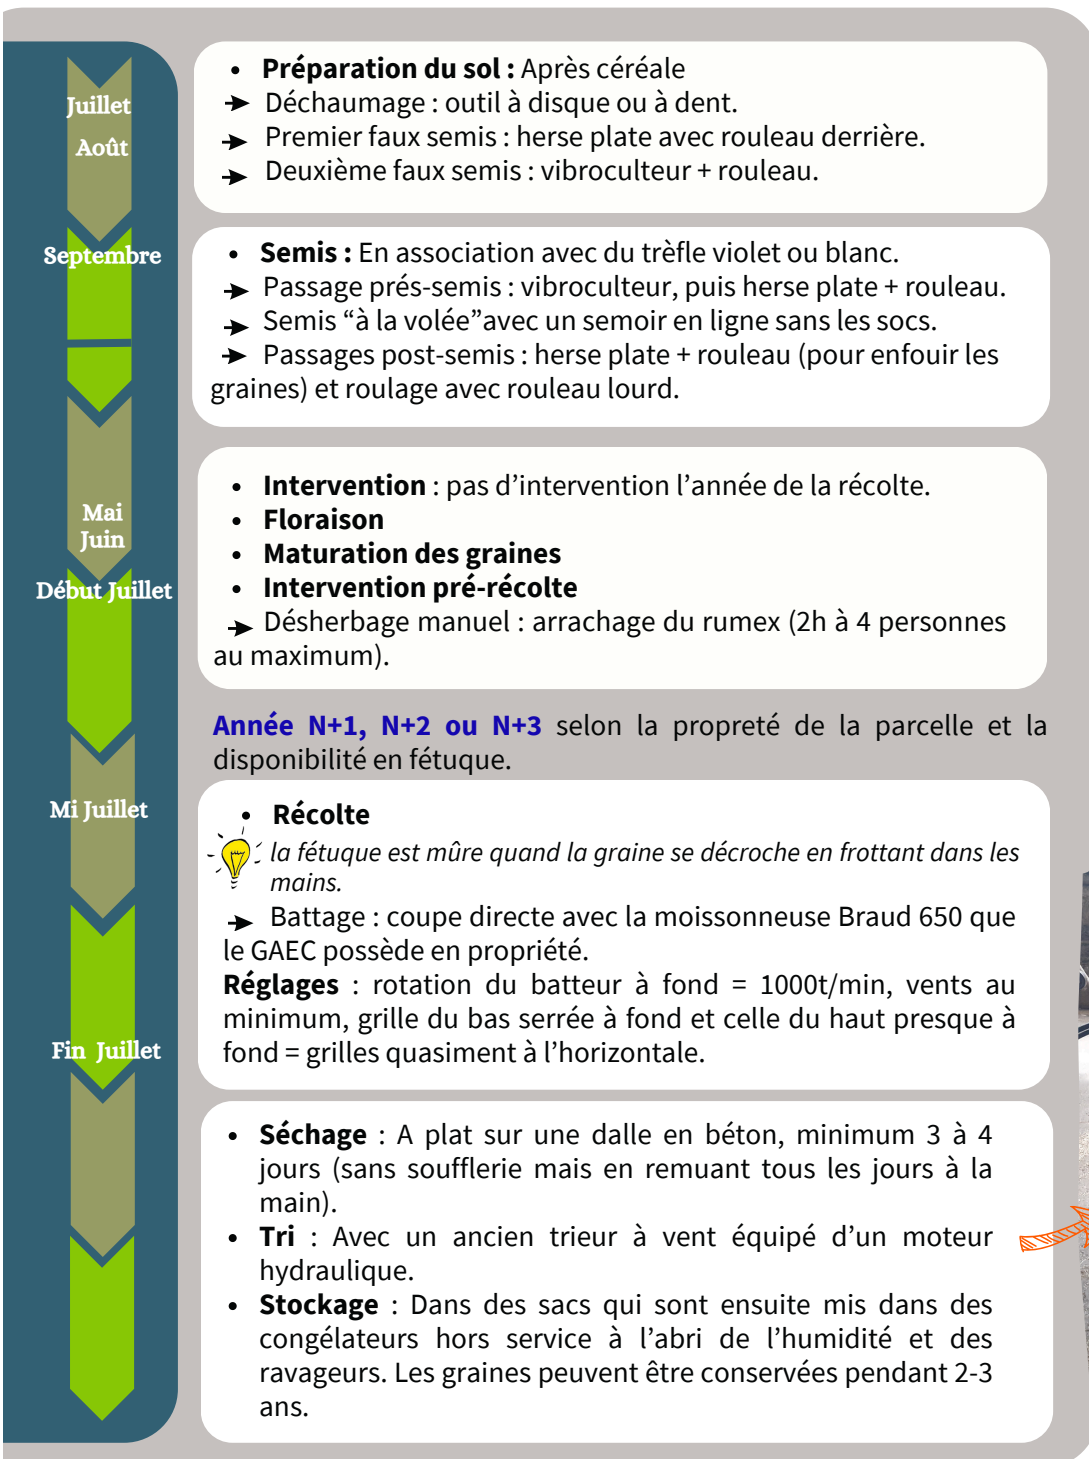 Juillet
Août
• Préparation du sol : Après céréale
Déchaumage : outil à disque ou à dent.
Premier faux semis : herse plate avec rouleau derrière.
Deuxième faux semis : vibroculteur + rouleau.
Septembre
• Semis : En association avec du trèfle violet ou blanc.
Passage prés-semis : vibroculteur, puis herse plate + rouleau.
Semis “à la volée”avec un semoir en ligne sans les socs.
Passages post-semis : herse plate + rouleau (pour enfouir les
graines) et roulage avec rouleau lourd.
Mai
Juin
Début Juillet
• Intervention : pas d’intervention l’année de la récolte.
• Floraison
• Maturation des graines
• Intervention pré-récolte
Désherbage manuel : arrachage du rumex (2h à 4 personnes
au maximum).
Année N+1, N+2 ou N+3 selon la propreté de la parcelle et la
disponibilité en fétuque.
Mi Juillet
• Récolte
la fétuque est mûre quand la graine se décroche en frottant dans les
mains.
Battage : coupe directe avec la moissonneuse Braud 650 que
le GAEC possède en propriété.
Réglages : rotation du batteur à fond = 1000t/min, vents au
minimum, grille du bas serrée à fond et celle du haut presque à
fond = grilles quasiment à l’horizontale.
Fin Juillet
• Séchage : A plat sur une dalle en béton, minimum 3 à 4
jours (sans soufflerie mais en remuant tous les jours à la
main).
• Tri : Avec un ancien trieur à vent équipé d’un moteur
hydraulique.
• Stockage : Dans des sacs qui sont ensuite mis dans des
congélateurs hors service à l’abri de l’humidité et des
ravageurs. Les graines peuvent être conservées pendant 2-3
ans.